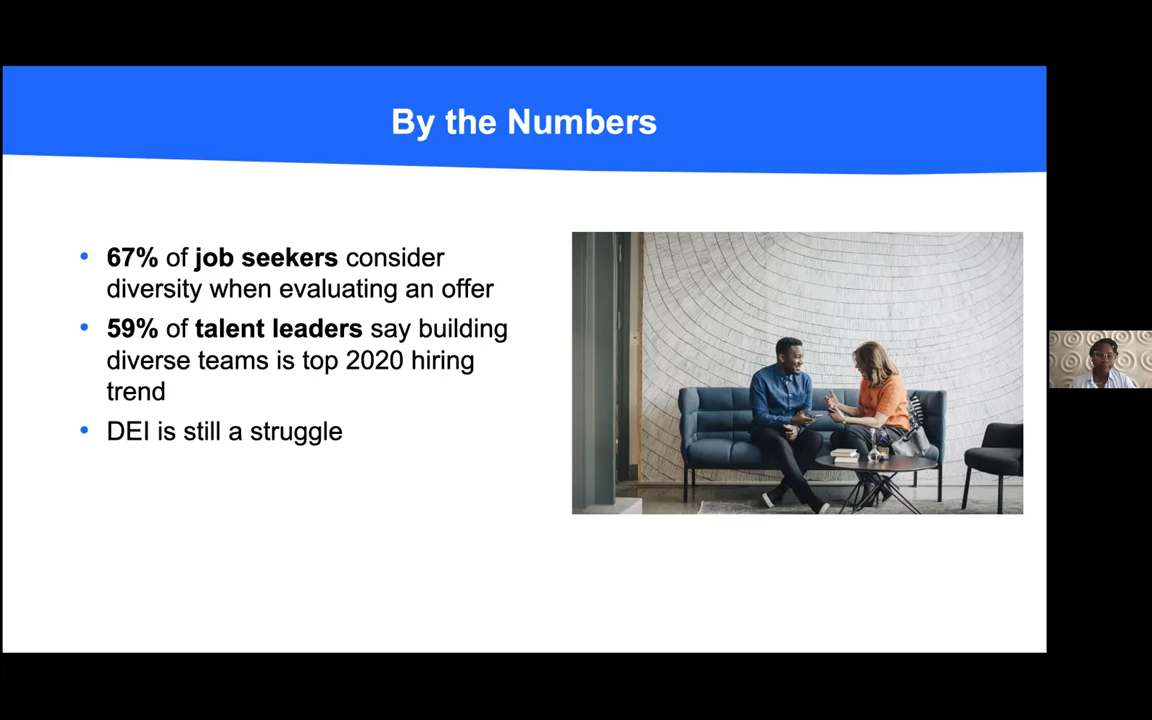 By the Numbers
• 67% of job seekers consider
diversity when evaluating an offer
• 59% of talent leaders say building
diverse teams is top 2020 hiring
trend
• DEI is still a struggle